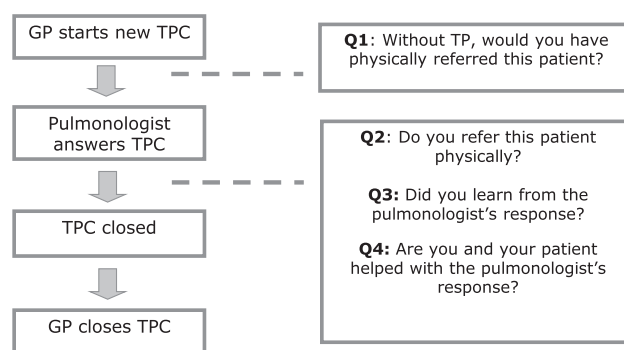 GP starts new TPC
Q1: Without TP, would you have
physically referred this patient?
Pulmonologist
answers TPC
Q2: Do you refer this patient
physically?
Q3: Did you learn from the
pulmonologist's response?
Q4: Are you and your patient
helped with the pulmonologist's
response?
TPC closed
GP closes TPC